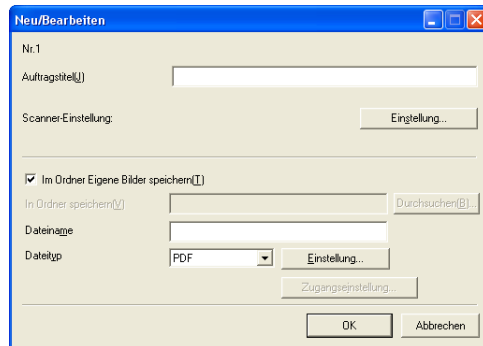 Neu/Bearbeiten
Nr.1
Auftragstitel(J)
Scanner-Einstellung:
Einstellung...
Im Ordner Eigene Bilder speichern(T)
In Ordner speichern(V)
Durchsuchen(B)...
Dateiname
Dateityp
PDF
Einstellung...
Zugangseinstellung...
OK
Abbrechen